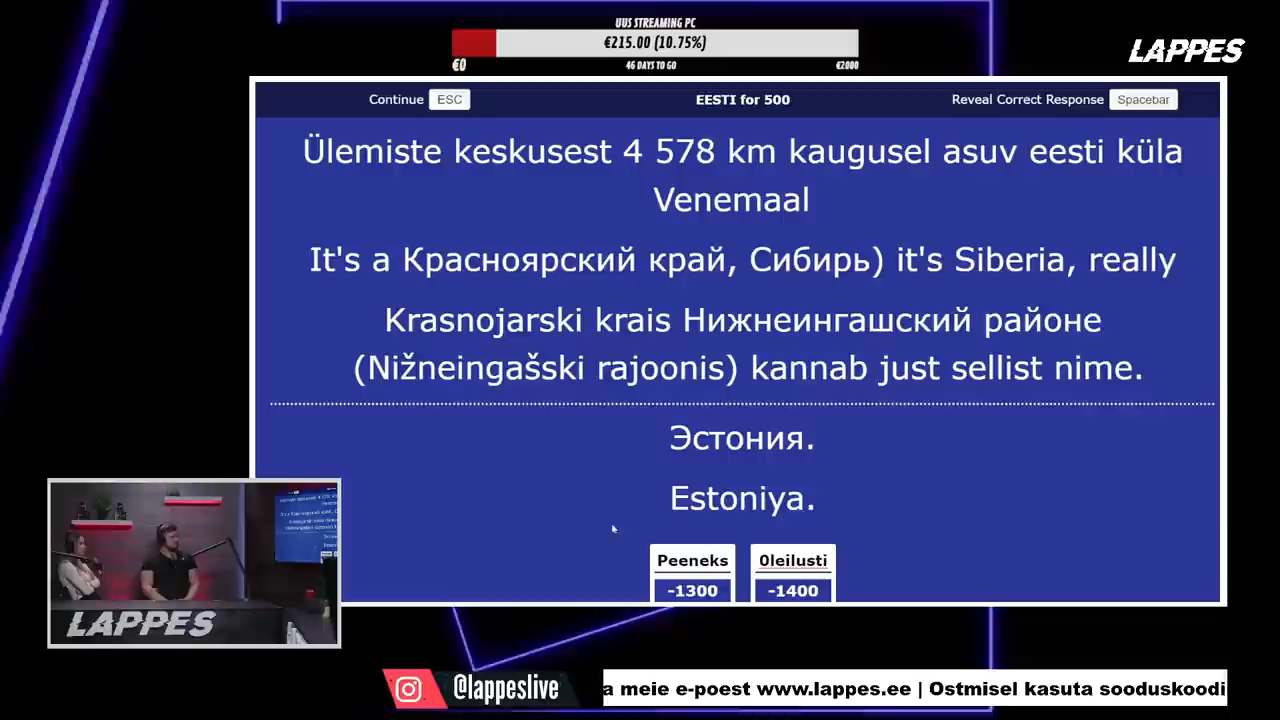 UUS STREAMING PC
€215.00 (10.75%)
€0
46 DAYS TO GO
€2000
LAPPES
Continue ESC
EESTI for 500
Reveal Correct Response Spacebar
Ülemiste keskusest 4 578 km kaugusel asuv eesti küla
Venemaal
It's a Красноярский край, Сибирь) it's Siberia, really
Krasnojarski krais Нижнеингашский районе
(Nižneingašski rajoonis) kannab just sellist nime.
Эстония.
Estoniya.
Peeneks
-1300
0leilusti
-1400
LAPPES
@lappeslive
a meie e-poest www.lappes.ee | Ostmisel kasuta sooduskoodi